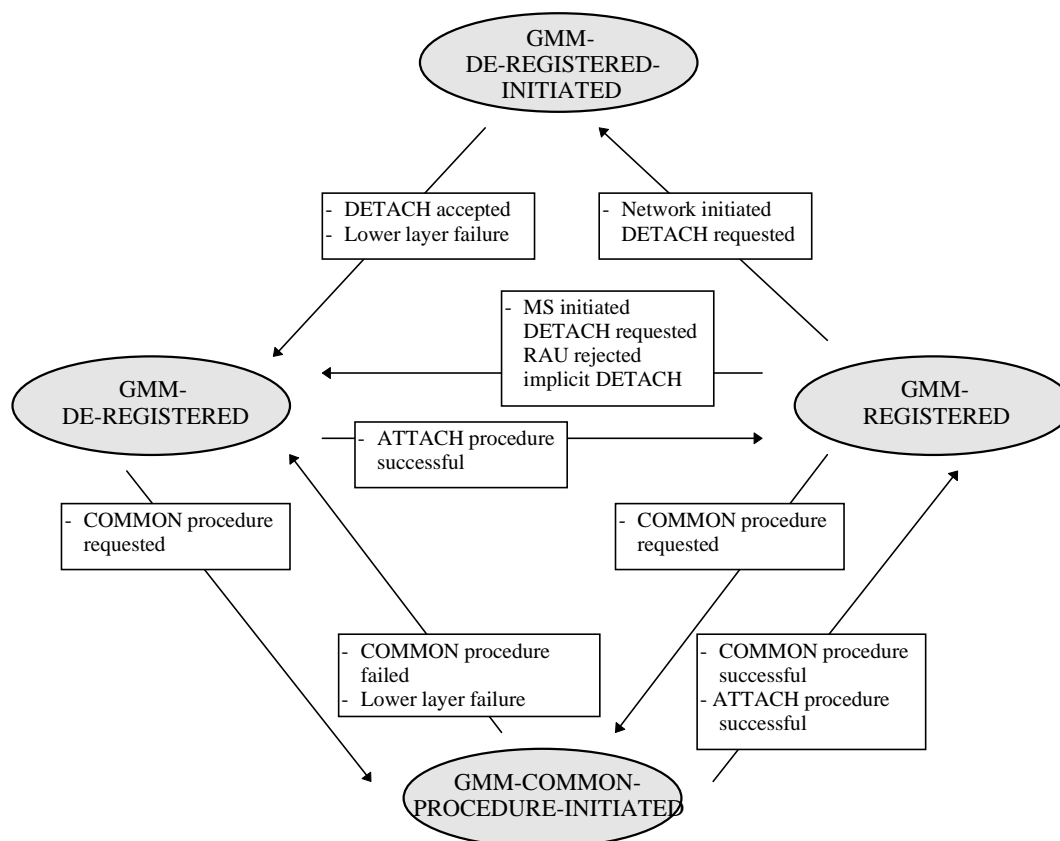 GMM-
DE-REGISTERED-
INITIATED
- DETACH accepted
- Lower layer failure
- Network initiated
DETACH requested
- MS initiated
DETACH requested
RAU rejected
implicit DETACH
GMM-
DE-REGISTERED
GMM-
REGISTERED
- ATTACH procedure
successful
- COMMON procedure
requested
- COMMON procedure
requested
- COMMON procedure
failed
- Lower layer failure
- COMMON procedure
successful
- ATTACH procedure
successful
GMM-COMMON-
PROCEDURE-INITIATED